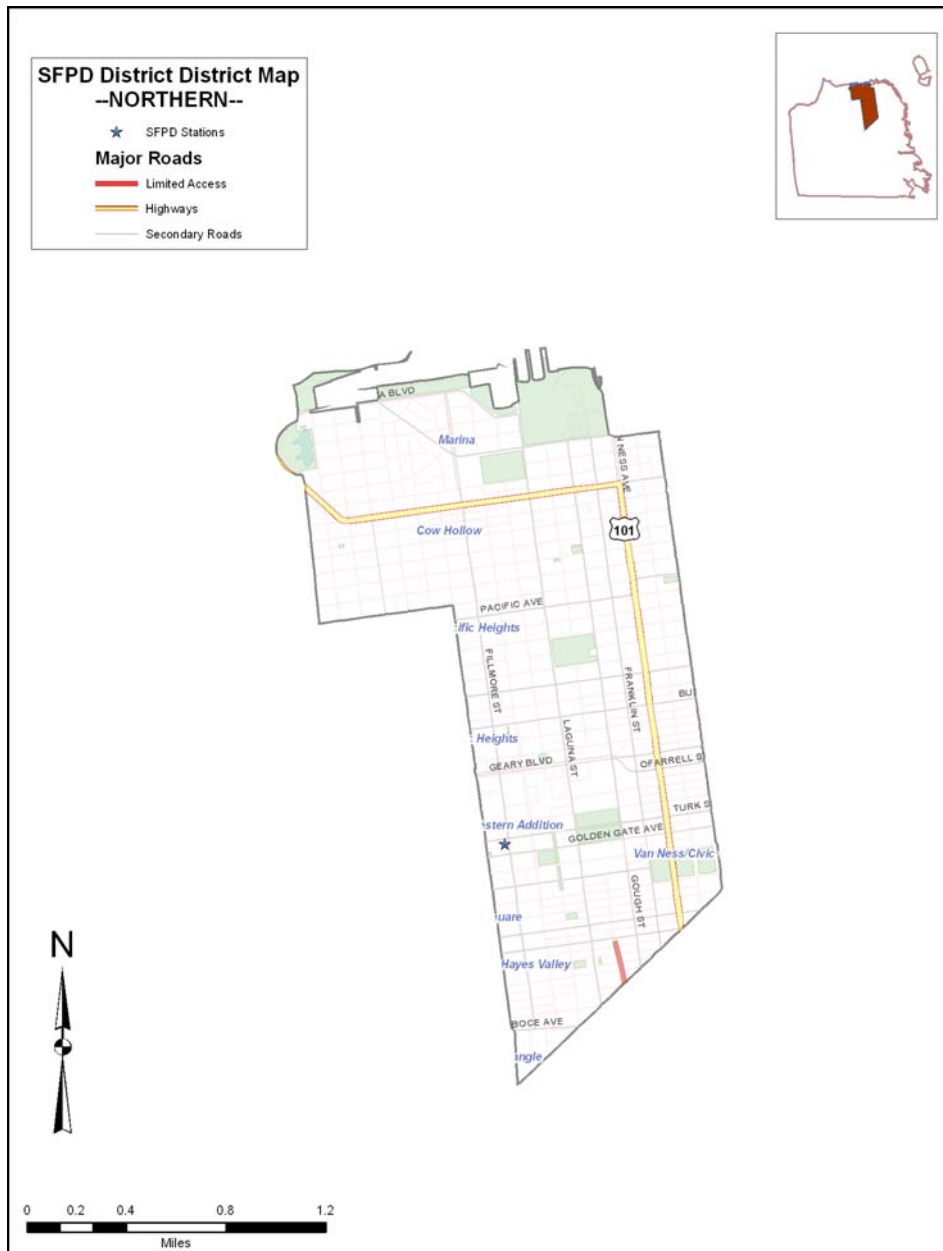 SFPD District District Map
--NORTHERN--
SFPD Stations
Major Roads
Limited Access
Highways
Secondary Roads
A BLVD
Marina
N NESS AVE
Cow Hollow
101
PACIFIC AVE
ific Heights
FILLMORE ST
FRANKLIN ST
BU
LAGUNA ST
Heights
GEARY BLVD
OFARRELL S
TURK S
estern Addition
GOLDEN GATE AVE
Van Ness/Civic
GOUGH ST
uare
Hayes Valley
BOCE AVE
angle
N
0 0.2 0.4 0.8 1.2
Miles